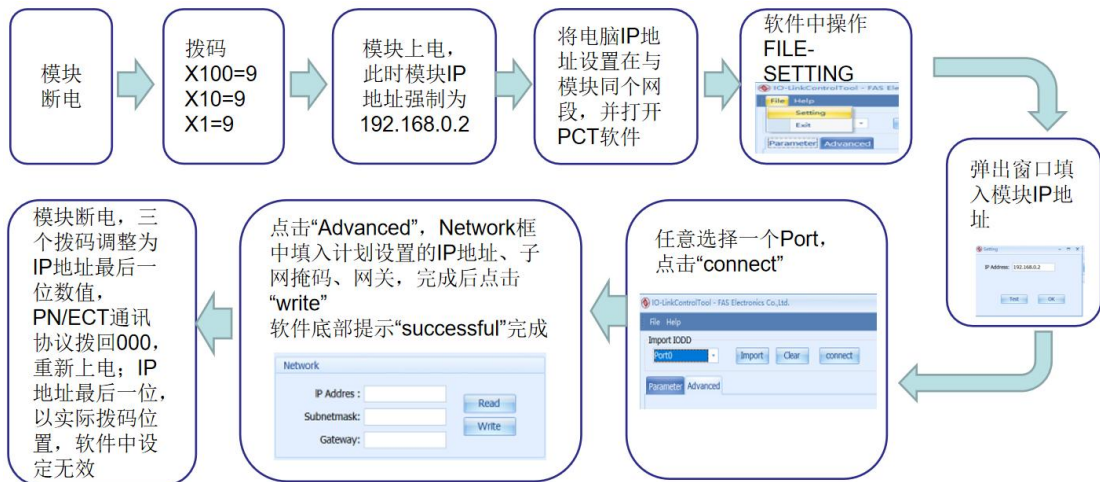 模块
断电
拨码
X100=9
X10=9
X1=9
模块上电，
此时模块IP
地址强制为
192.168.0.2
将电脑IP地
址设置在与
模块同个网
段，并打开
PCT软件
软件中操作
FILE-
SETTING
IO-LinkControlTool - FAS Ele
File Help
Setting
Exit
Parameter Advanced
弹出窗口填
入模块IP地
址
Setting
IP Address: 192.168.0.2
Test OK
任意选择一个Port，
点击“connect”
IO-LinkControlTool - FAS Electronics Co.,Ltd.
File Help
Import IODD
Port0 Import Clear connect
Parameter Advanced
点击“Advanced”，Network框
中填入计划设置的IP地址、子
网掩码、网关，完成后点击
“write”
软件底部提示“successful”完成
Network
IP Addres :
Read
Subnetmask:
Write
Gateway:
模块断电，三
个拨码调整为
IP地址最后一
位数值，
PN/ECT通讯
协议拨回000，
重新上电；IP
地址最后一位，
以实际拨码位
置，软件中设
定无效